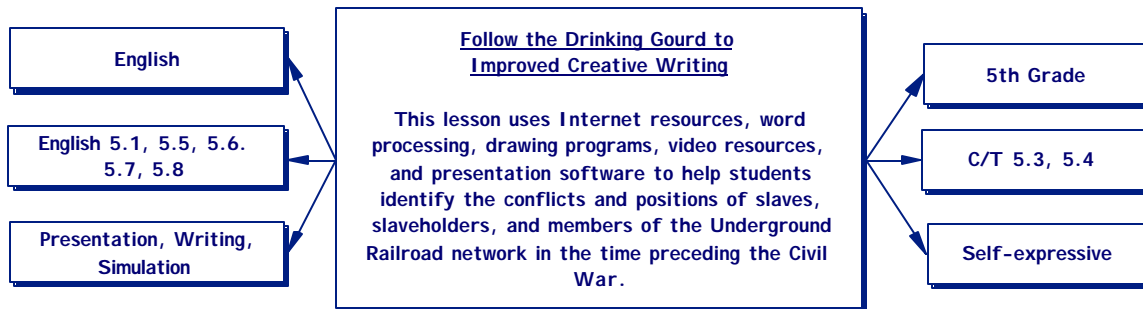 English
English 5.1, 5.5, 5.6.
5.7, 5.8
Presentation, Writing,
Simulation
Follow the Drinking Gourd to
Improved Creative Writing
This lesson uses Internet resources, word
processing, drawing programs, video resources,
and presentation software to help students
identify the conflicts and positions of slaves,
slaveholders, and members of the Underground
Railroad network in the time preceding the Civil
War.
5th Grade
C/T 5.3, 5.4
Self-expressive